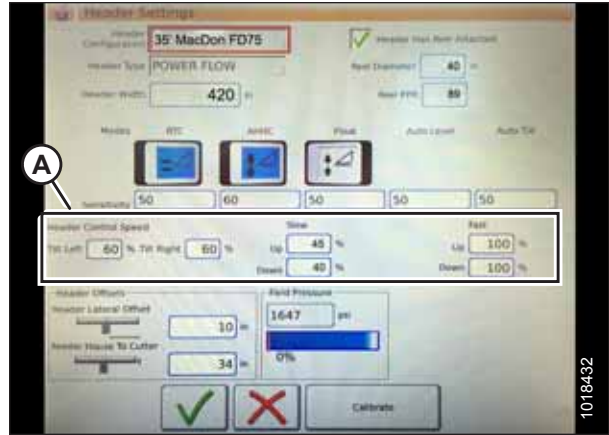 Header Settings
Header Configuration 35' MacDon FD75 Header Has Reel Attached
Header Type POWER FLOW Reel Diameter 40 in
Header Width 420 in Reel PPR 89
Modes RTC AHHC Float Auto Level Auto Tilt
Sensitivity 50 60 50 50 50
A
Header Control Speed Slow Fast
Tilt Left 60 % Tilt Right 60 % Up 45 % Up 100 %
Down 40 % Down 100 %
Header Offsets Field Pressure
Header Lateral Offset 10 in 1647 psi
Feeder House To Cutter 34 in 0%
Calibrate
1018432